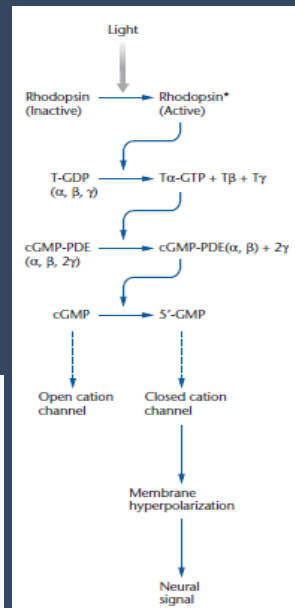 Light
Rhodopsin Rhodopsin*
(Inactive) (Active)
T-GDP Tα-GTP + Tβ + Tγ
(α, β, γ)
cGMP-PDE cGMP-PDE(α, β) + 2γ
(α, β, 2γ)
cGMP 5′-GMP
Open cation Closed cation
channel channel
Membrane
hyperpolarization
Neural
signal